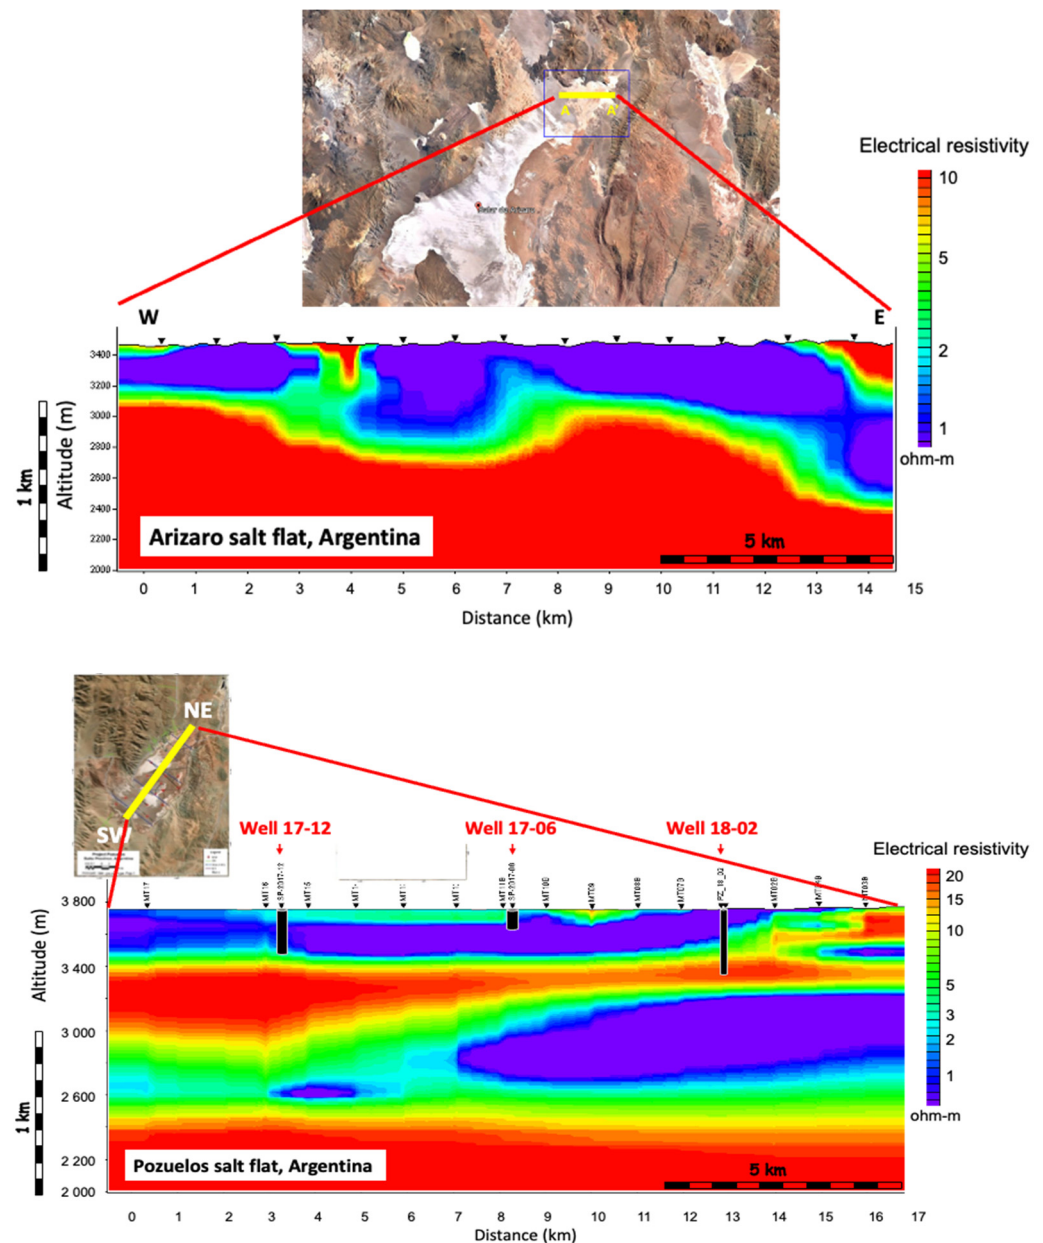 A A
Electrical resistivity
10
5
2
1
ohm-m
W E
3400
3200
3000
2800
2600
2400
2200
2000
Altitude (m)
1 km
Arizaro salt flat, Argentina
5 km
0 1 2 3 4 5 6 7 8 9 10 11 12 13 14 15
Distance (km)
NE
SW
Well 17-12 Well 17-06 Well 18-02
Electrical resistivity
20
15
10
5
3
2
1
ohm-m
3 800
3 400
3 000
2 600
2 200
2 000
Altitude (m)
1 km
Pozuelos salt flat, Argentina
5 km
0 1 2 3 4 5 6 7 8 9 10 11 12 13 14 15 16 17
Distance (km)